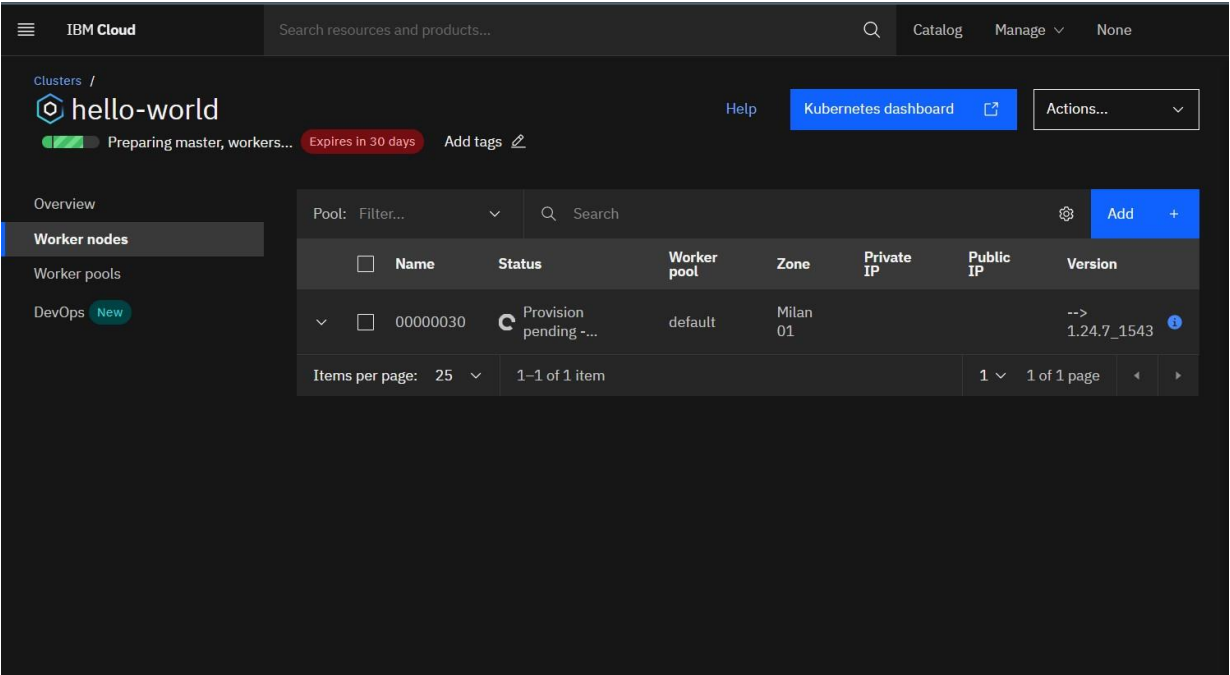 IBM Cloud
Search resources and products...
Catalog
Manage
None
Clusters /
hello-world
Help
Kubernetes dashboard
Actions...
Preparing master, workers...
Expires in 30 days
Add tags
Overview
Worker nodes
Worker pools
DevOps New
Pool: Filter...
Search
Add +
Name
Status
Worker
pool
Zone
Private
IP
Public
IP
Version
00000030
Provision
pending -...
default
Milan
01
-->
1.24.7_1543
Items per page: 25
1–1 of 1 item
1
1 of 1 page